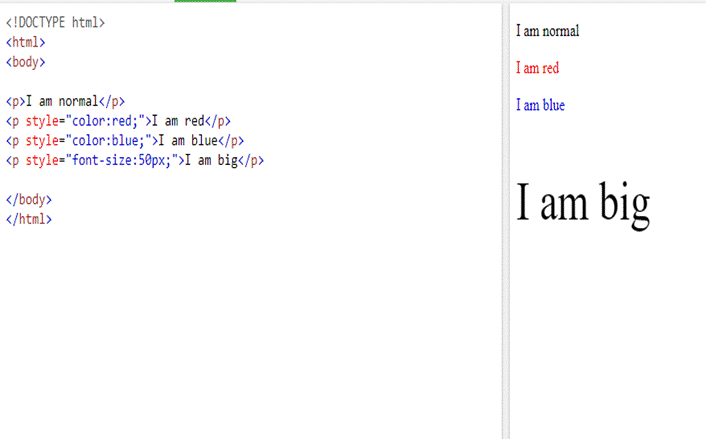 <!DOCTYPE html>
<html>
<body>
<p>I am normal</p>
<p style="color:red;">I am red</p>
<p style="color:blue;">I am blue</p>
<p style="font-size:50px;">I am big</p>
</body>
</html>
I am normal
I am red
I am blue
I am big